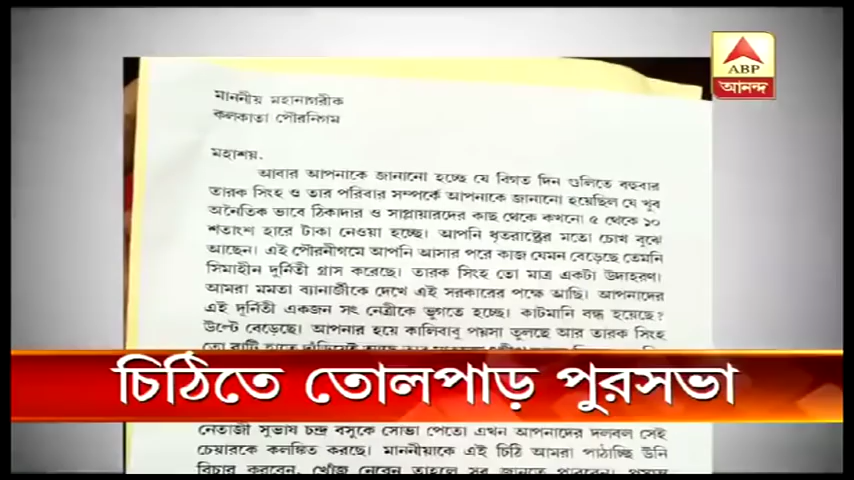 ABP
আনন্দ
মাননীয় মহানাগরীক
কলকাতা পৌরনিগম
মহাশয়,
আবার আপনাকে জানানো হচ্ছে যে বিগত দিন গুলিতে বহুবার
তারক সিংহ ও তার পরিবার সম্পর্কে আপনাকে জানানো হয়েছিল যে খুব
অনৈতিক ভাবে ঠিকাদার ও সাপ্লায়ারদের কাছ থেকে কখনো ৫ থেকে ১০
শতাংশ হারে টাকা নেওয়া হচ্ছে। আপনি ধৃতরাষ্ট্রের মতো চোখ বুঝে
আছেন। এই পৌরনীগমে আপনি আসার পরে কাজ যেমন বেড়েছে তেমনি
সিমাহীন দুর্নিতী গ্রাস করেছে। তারক সিংহ তো মাত্র একটা উদাহরণ।
আমরা মমতা ব্যানার্জীকে দেখে এই সরকারের পক্ষে আছি। আপনাদের
এই দুর্নিতী একজন সৎ নেত্রীকে ভুগতে হচ্ছে। কাটমানি বন্ধ হয়েছে?
উল্টে বেড়েছে। আপনার হয়ে কালিবাবু পয়সা তুলছে আর তারক সিংহ
চিঠিতে তোলপাড় পুরসভা
নেতাজী সুভাষ চন্দ্র বসুকে সোভা পেতো এখন আপনাদের দলবল সেই
চেয়ারকে কলঙ্কিত করছে। মাননীয়াকে এই চিঠি আমরা পাঠাচ্ছি উনি
বিচার করবেন, খোঁজ নেবেন তাহলে সব জানতে পারবেন।